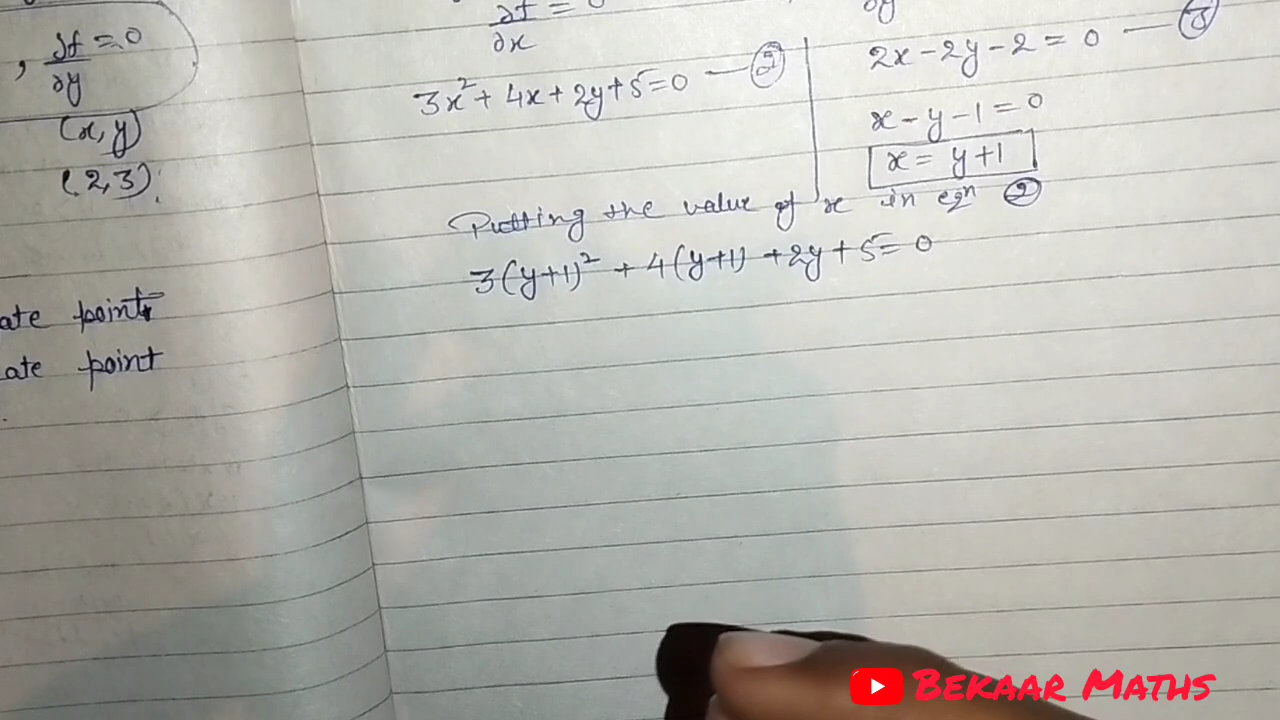 , ∂f/∂y = 0
(x, y)
(2,3)
ate point
ate point
∂f/∂x = 0
3x² + 4x + 2y + 5 = 0 — ②
∂y
2x - 2y - 2 = 0 — ③
x - y - 1 = 0
x = y + 1
Putting the value of x in eqn ②
3(y+1)² + 4(y+1) + 2y + 5 = 0
Bekaar Maths